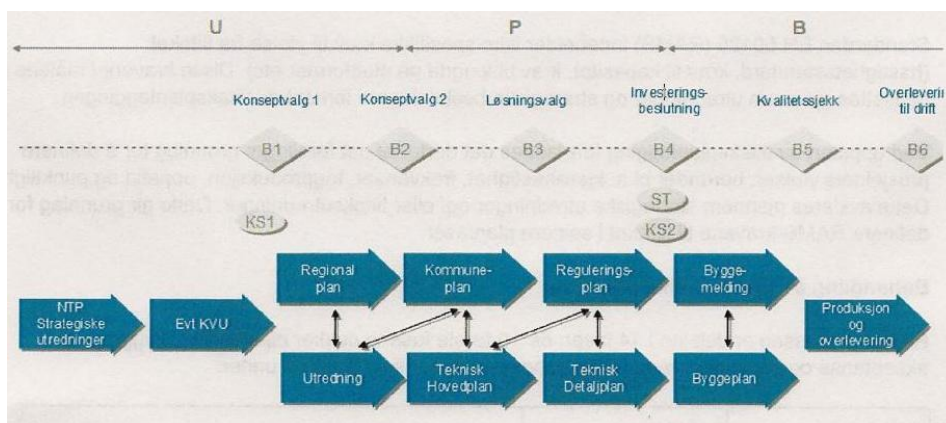 U P B
Konseptvalg 1 Konseptvalg 2 Løsningsvalg Investerings-
beslutning Kvalitetssjekk Overleverin
til drift
B1 B2 B3 B4 B5 B6
KS1 ST
KS2
Regional
plan
Kommune-
plan
Regulerings-
plan
Bygge-
melding
NTP
Strategiske
utredninger
Evt KVU
Produksjon
og
overlevering
Utredning
Teknisk
Hovedplan
Teknisk
Detaljplan
Byggeplan